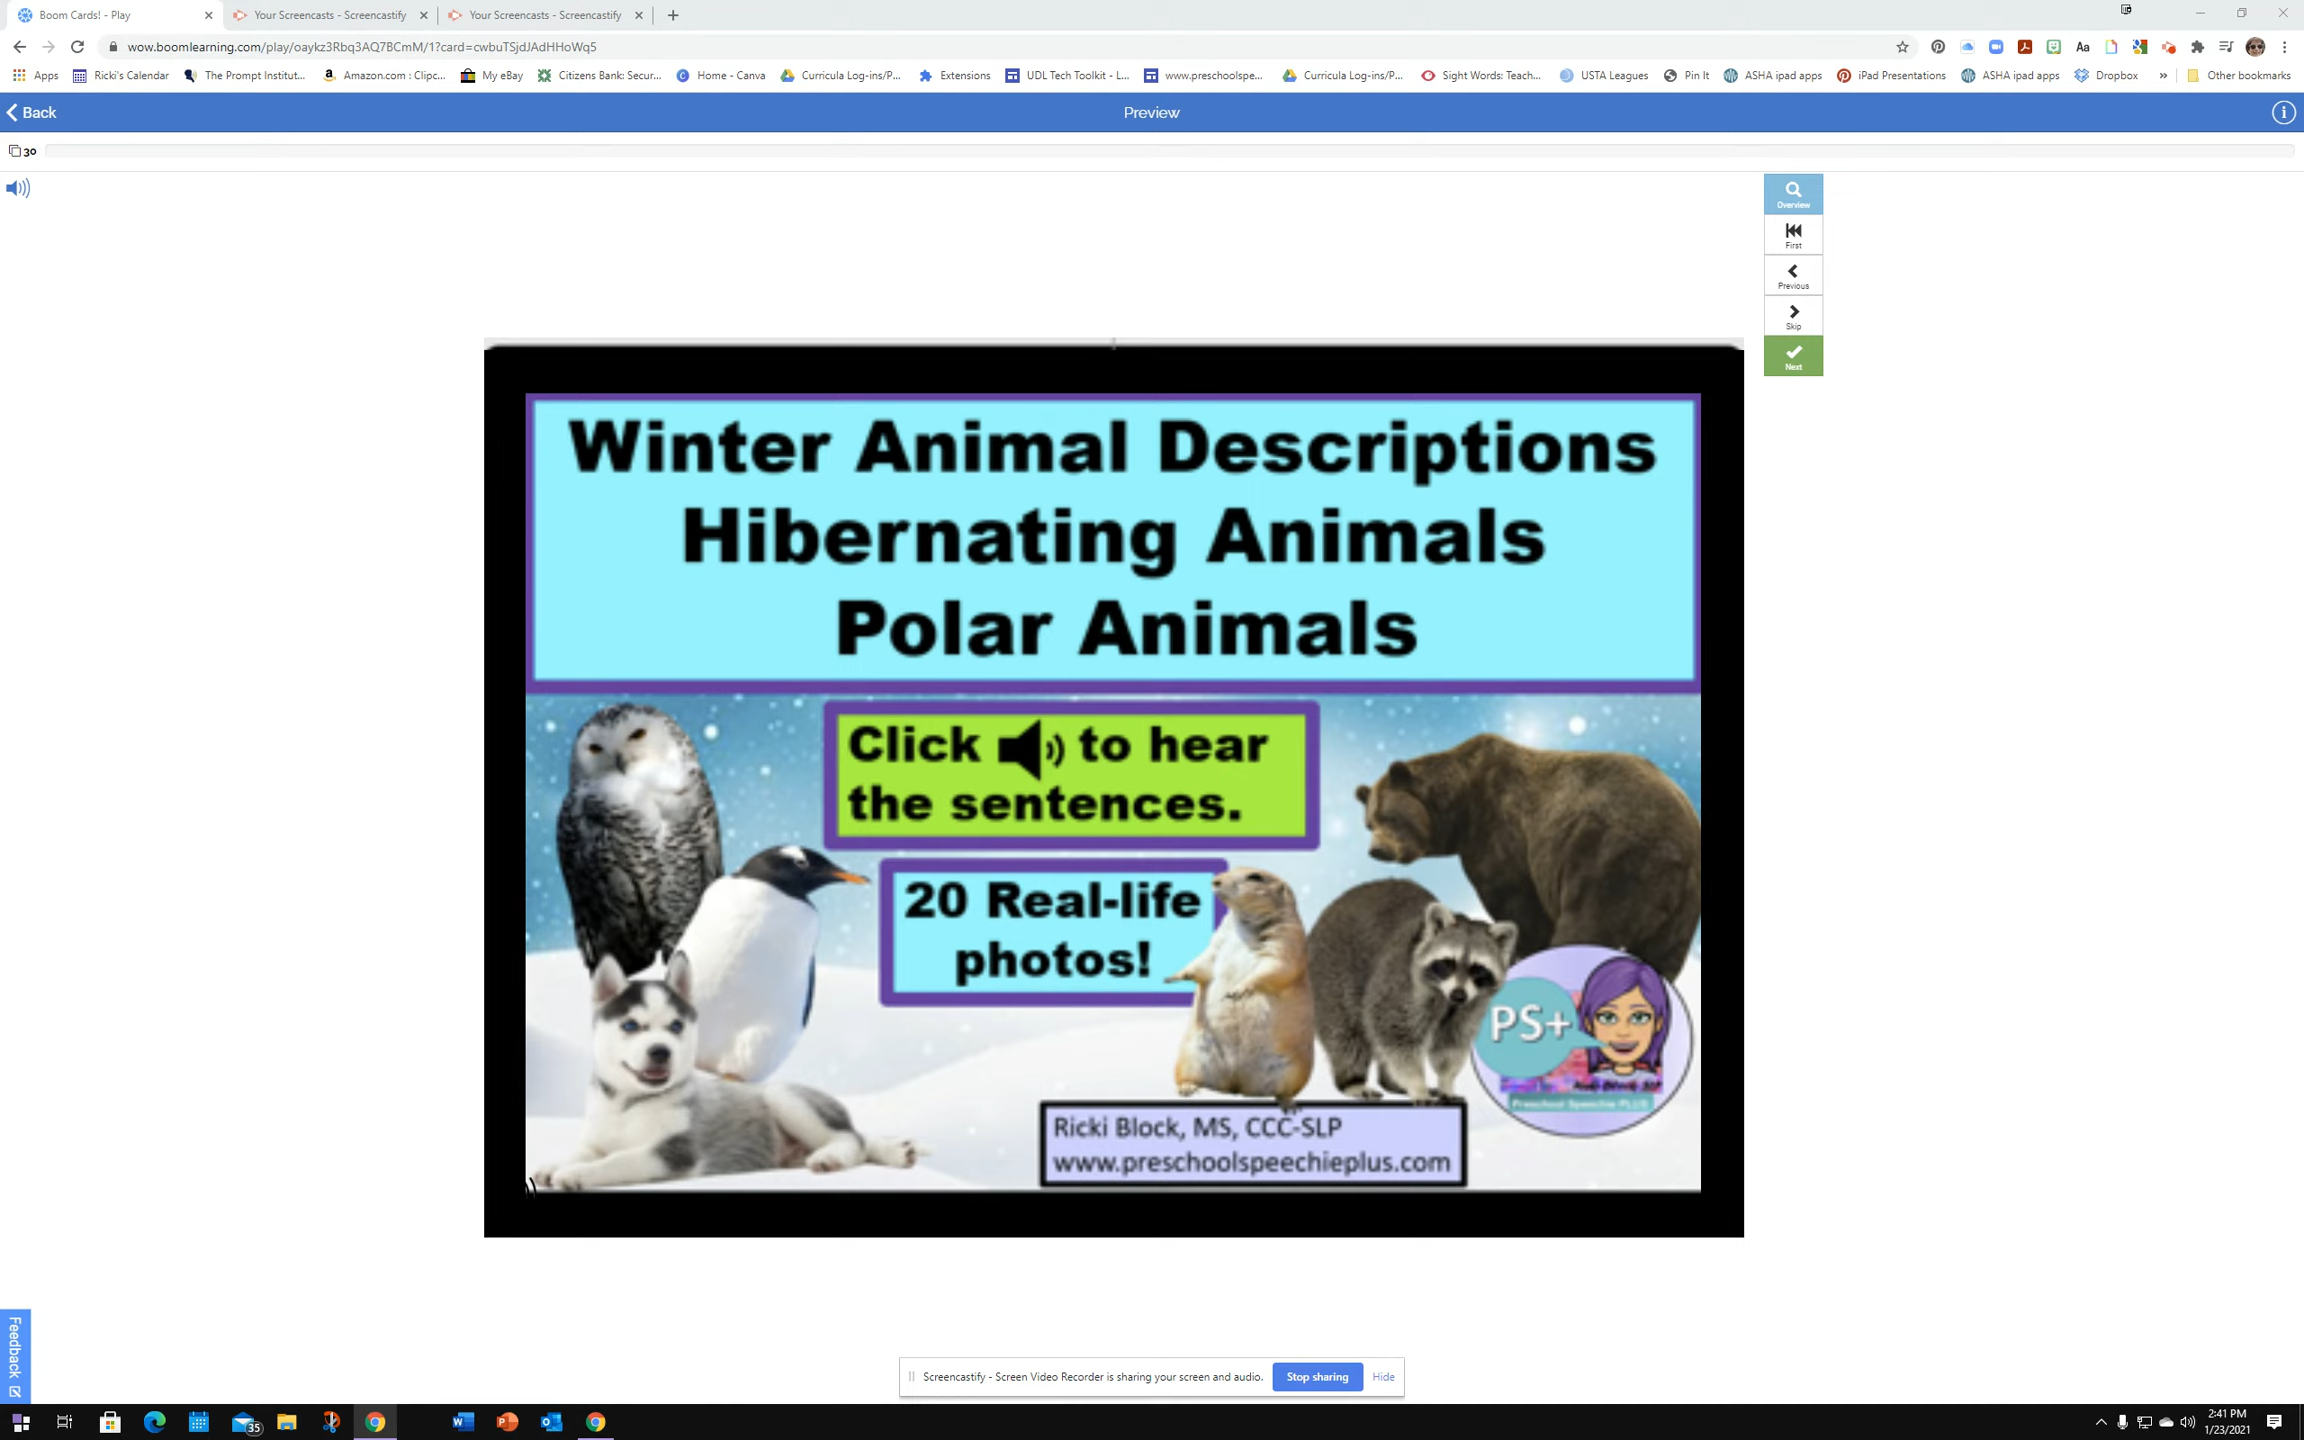 Boom Cards! - Play
Your Screencasts - Screencastify
Your Screencasts - Screencastify
wow.boomlearning.com/play/oaykz3Rbq3AQ7BCmM/1?card=cwbuTSjdJAdHHoWq5
Aa
Apps
Ricki's Calendar
The Prompt Institut...
Amazon.com : Clipc...
My eBay
Citizens Bank: Secur...
Home - Canva
Curricula Log-ins/P...
Extensions
UDL Tech Toolkit - L...
www.preschoolspe...
Curricula Log-ins/P...
Sight Words: Teach...
USTA Leagues
Pin It
ASHA ipad apps
iPad Presentations
ASHA ipad apps
Dropbox
»
Other bookmarks
Back
Preview
30
Overview
First
Previous
Skip
Next
Winter Animal Descriptions
Hibernating Animals
Polar Animals
Click to hear
the sentences.
20 Real-life
photos!
PS+
Preschool Speechie PLUS
Ricki Block, MS, CCC-SLP
www.preschoolspeechieplus.com
Feedback
Screencastify - Screen Video Recorder is sharing your screen and audio.
Stop sharing
Hide
35
2:41 PM
1/23/2021